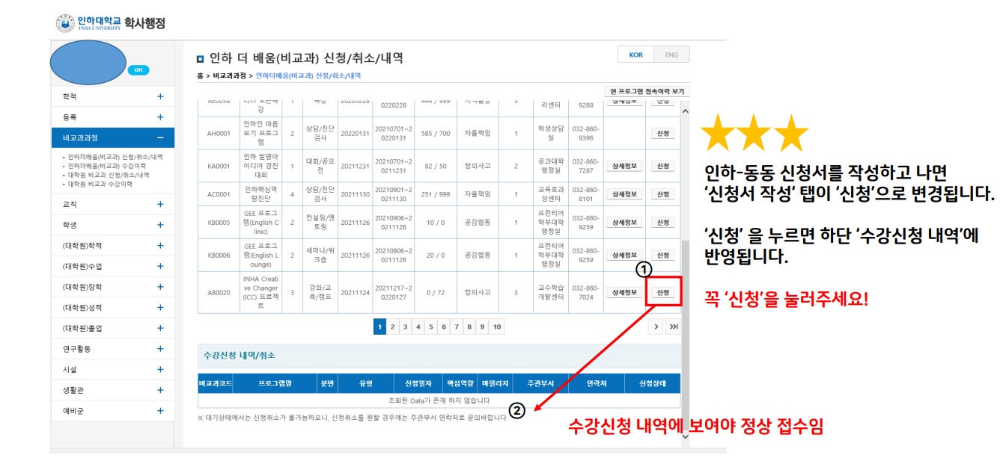 인하대학교 학사행정
INHA UNIVERSITY
on
학적 +
등록 +
비교과과정 −
- 인하더배움(비교과) 신청/취소/내역
- 인하더배움(비교과) 수강이력
- 대학원 비교과 신청/취소/내역
- 대학원 비교과 수강이력
교직 +
학생 +
(대학원)학적 +
(대학원)수업 +
(대학원)장학 +
(대학원)성적 +
(대학원)졸업 +
연구활동 +
시설 +
생활관 +
예비군 +
인하 더 배움(비교과) 신청/취소/내역
KOR ENG
홈 > 비교과과정 > 인하더배움(비교과) 신청/취소/내역
현 프로그램 접속이력 보기
강 0220228 리센터 9288
AH0001 인하인 마음보기 프로그램 2 상담/진단검사 20220131 20210701~20220131 585 / 700 자율책임 1 학생상담실 032-860-9396 신청
KA0001 인하 발명아이디어 경진대회 1 대회/공모전 20211231 20210701~20211231 82 / 50 창의사고 2 공과대학 행정실 032-860-7287 상세정보 신청
AC0001 인하핵심역량진단 4 상담/진단검사 20211130 20210901~20211130 251 / 999 자율책임 1 교육효과성센터 032-860-8101 상세정보 신청
KB0005 GEE 프로그램(English Clinic) 2 컨설팅/멘토링 20211126 20210906~20211126 10 / 0 공감협동 1 프런티어학부대학 행정실 032-860-9259 상세정보 신청
KB0006 GEE 프로그램(English Lounge) 2 세미나/워크숍 20211126 20210906~20211126 20 / 0 공감협동 1 프런티어학부대학 행정실 032-860-9259 상세정보 신청
①
AB0020 INHA Creative Changer (ICC) 프로젝트 3 강좌/교육/캠프 20211124 20211217~20220127 0 / 72 창의사고 3 교수학습개발센터 032-860-7024 상세정보 신청
1 2 3 4 5 6 7 8 9 10
수강신청 내역/취소
비교과코드 프로그램명 분반 유형 신청일자 핵심역량 마일리지 주관부서 연락처 신청상태
조회된 Data가 존재 하지 않습니다
※ 대기상태에서는 신청취소가 불가능하오니, 신청취소를 원할 경우에는 주관부서 연락처로 문의바랍니다.
②
수강신청 내역에 보여야 정상 접수임
인하-동동 신청서를 작성하고 나면
‘신청서 작성‘ 탭이 ‘신청’으로 변경됩니다.
‘신청’ 을 누르면 하단 ‘수강신청 내역’에
반영됩니다.
꼭 ‘신청’을 눌러주세요!